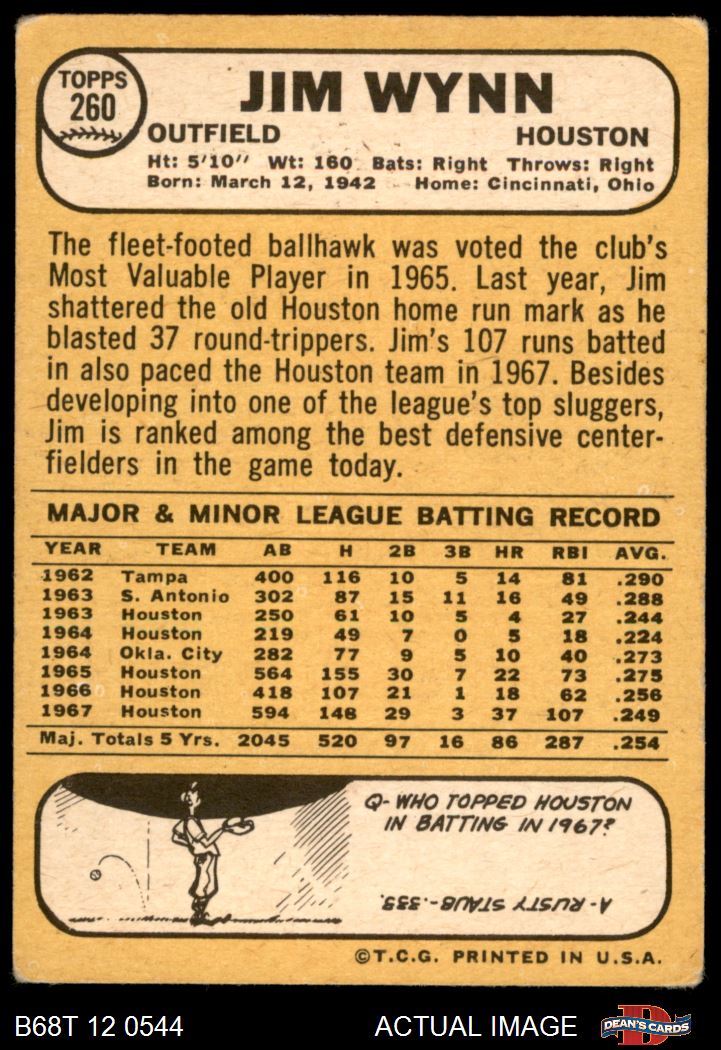 TOPPS
260
JIM WYNN
OUTFIELD HOUSTON
Ht: 5'10" Wt: 160 Bats: Right Throws: Right
Born: March 12, 1942 Home: Cincinnati, Ohio
The fleet-footed ballhawk was voted the club's
Most Valuable Player in 1965. Last year, Jim
shattered the old Houston home run mark as he
blasted 37 round-trippers. Jim's 107 runs batted
in also paced the Houston team in 1967. Besides
developing into one of the league's top sluggers,
Jim is ranked among the best defensive center-
fielders in the game today.
MAJOR & MINOR LEAGUE BATTING RECORD
YEAR TEAM AB H 2B 3B HR RBI AVG.
1962 Tampa 400 116 10 5 14 81 .290
1963 S. Antonio 302 87 15 11 16 49 .288
1963 Houston 250 61 10 5 4 27 .244
1964 Houston 219 49 7 0 5 18 .224
1964 Okla. City 282 77 9 5 10 40 .273
1965 Houston 564 155 30 7 22 73 .275
1966 Houston 418 107 21 1 18 62 .256
1967 Houston 594 148 29 3 37 107 .249
Maj. Totals 5 Yrs. 2045 520 97 16 86 287 .254
Q- WHO TOPPED HOUSTON
IN BATTING IN 1967?
A- RUSTY STAUB-.333.
©T.C.G. PRINTED IN U.S.A.
B68T 12 0544 ACTUAL IMAGE DEAN'S CARDS